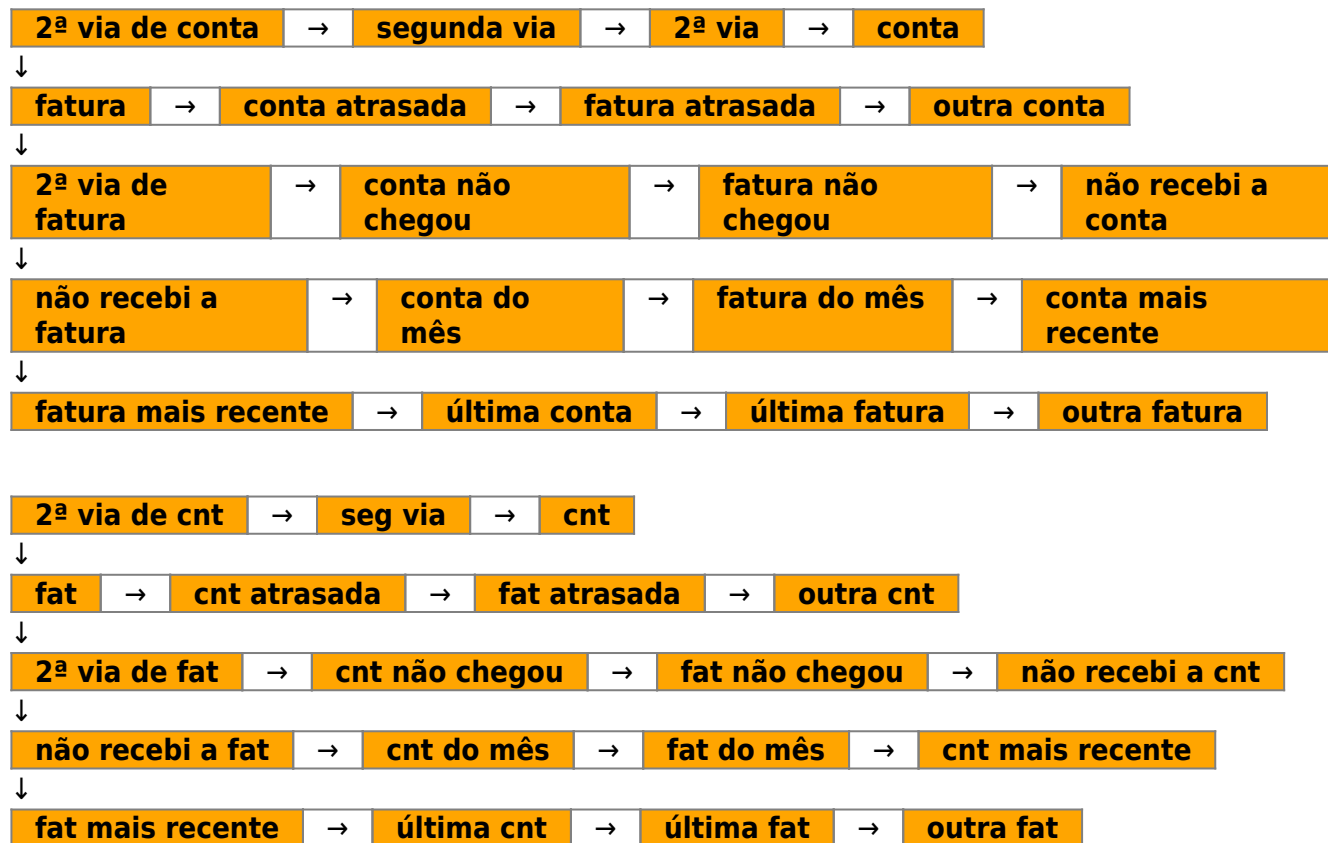 2ª via de conta → segunda via → 2ª via → conta
↓
fatura → conta atrasada → fatura atrasada → outra conta
↓
2ª via de fatura → conta não chegou → fatura não chegou → não recebi a conta
↓
não recebi a fatura → conta do mês → fatura do mês → conta mais recente
↓
fatura mais recente → última conta → última fatura → outra fatura
2ª via de cnt → seg via → cnt
↓
fat → cnt atrasada → fat atrasada → outra cnt
↓
2ª via de fat → cnt não chegou → fat não chegou → não recebi a cnt
↓
não recebi a fat → cnt do mês → fat do mês → cnt mais recente
↓
fat mais recente → última cnt → última fat → outra fat